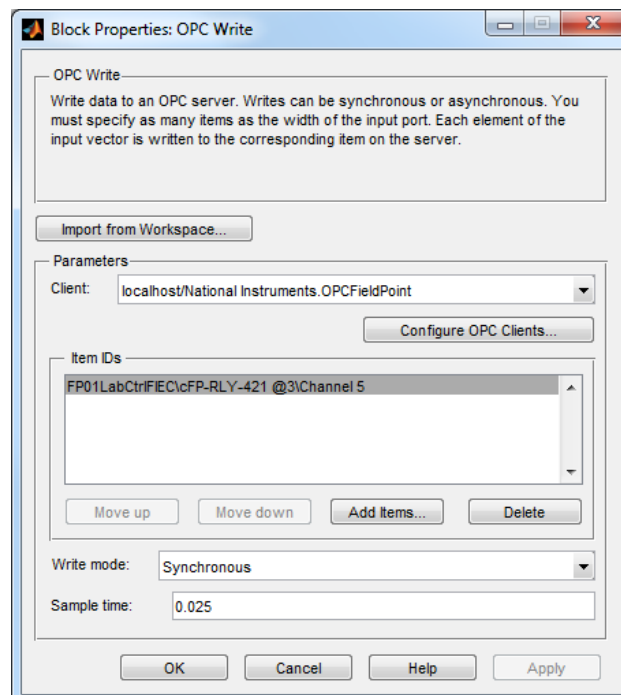 Block Properties: OPC Write
OPC Write
Write data to an OPC server. Writes can be synchronous or asynchronous. You
must specify as many items as the width of the input port. Each element of the
input vector is written to the corresponding item on the server.
Import from Workspace...
Parameters
Client: localhost/National Instruments.OPCFieldPoint
Configure OPC Clients...
Item IDs
FP01LabCtrlFIEC\cFP-RLY-421 @3\Channel 5
Move up Move down Add Items... Delete
Write mode: Synchronous
Sample time: 0.025
OK Cancel Help Apply